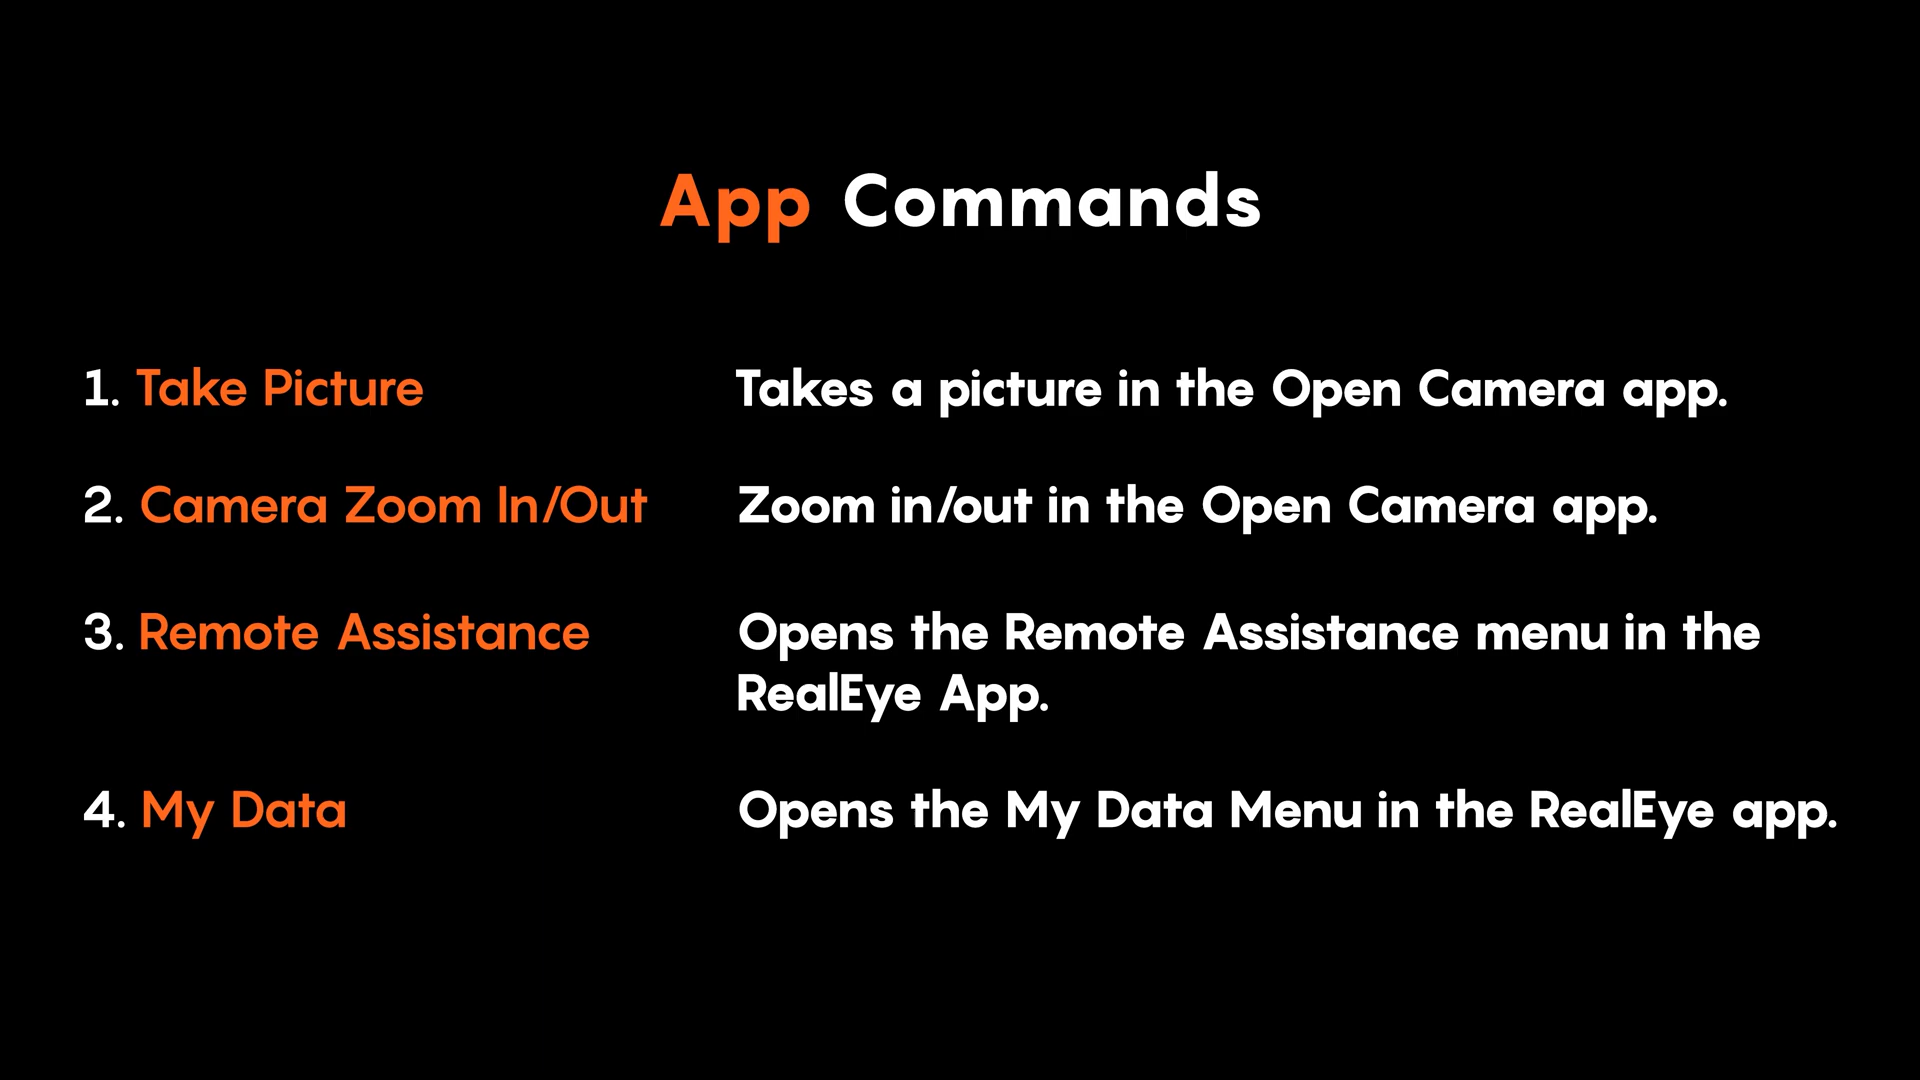 App Commands
1. Take Picture Takes a picture in the Open Camera app.
2. Camera Zoom In/Out Zoom in/out in the Open Camera app.
3. Remote Assistance Opens the Remote Assistance menu in the
RealEye App.
4. My Data Opens the My Data Menu in the RealEye app.